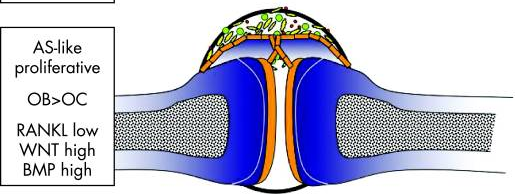 AS-like
proliferative
OB>OC
RANKL low
WNT high
BMP high